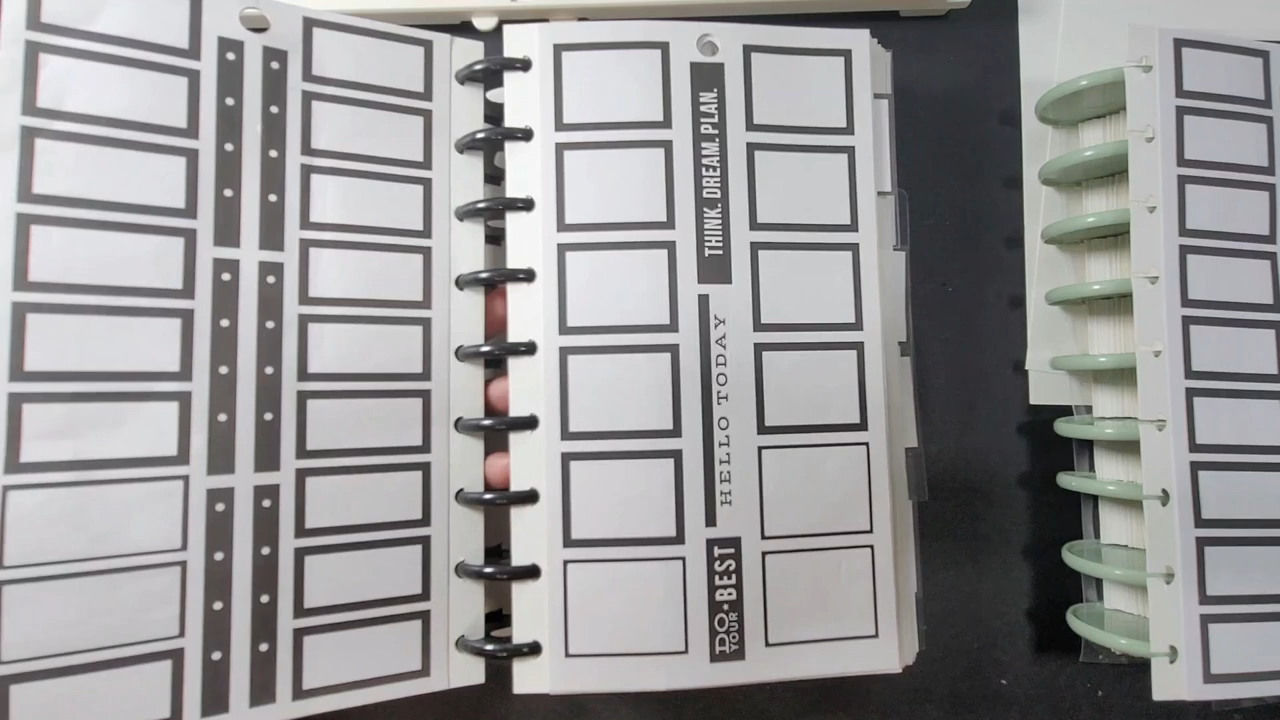 THINK. DREAM. PLAN.
HELLO TODAY
DO
YOUR
BEST